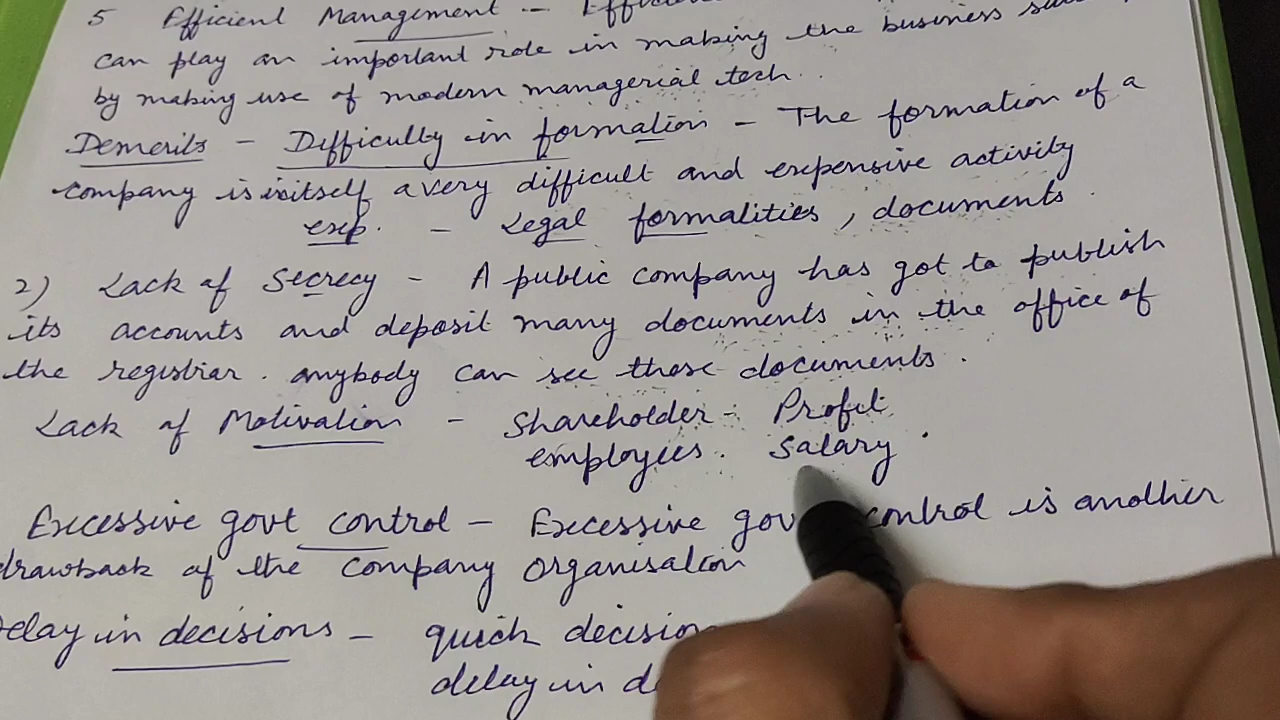 5 Efficient Management -
can play an important role in making the business
by making use of modern managerial tech..
Demerits - Difficulty in formation - The formation of a
company is initself a very difficult and expensive activity
exp. - Legal formalities, documents.
2) Lack of Secrecy - A public company has got to publish
its accounts and deposit many documents in the office of
the registrar. anybody can see these documents.
Lack of Motivation - Shareholder - Profit
employees. Salary.
Excessive govt control - Excessive gov control is another
drawback of the company organisation
Delay in decisions - quick decision
delay in d